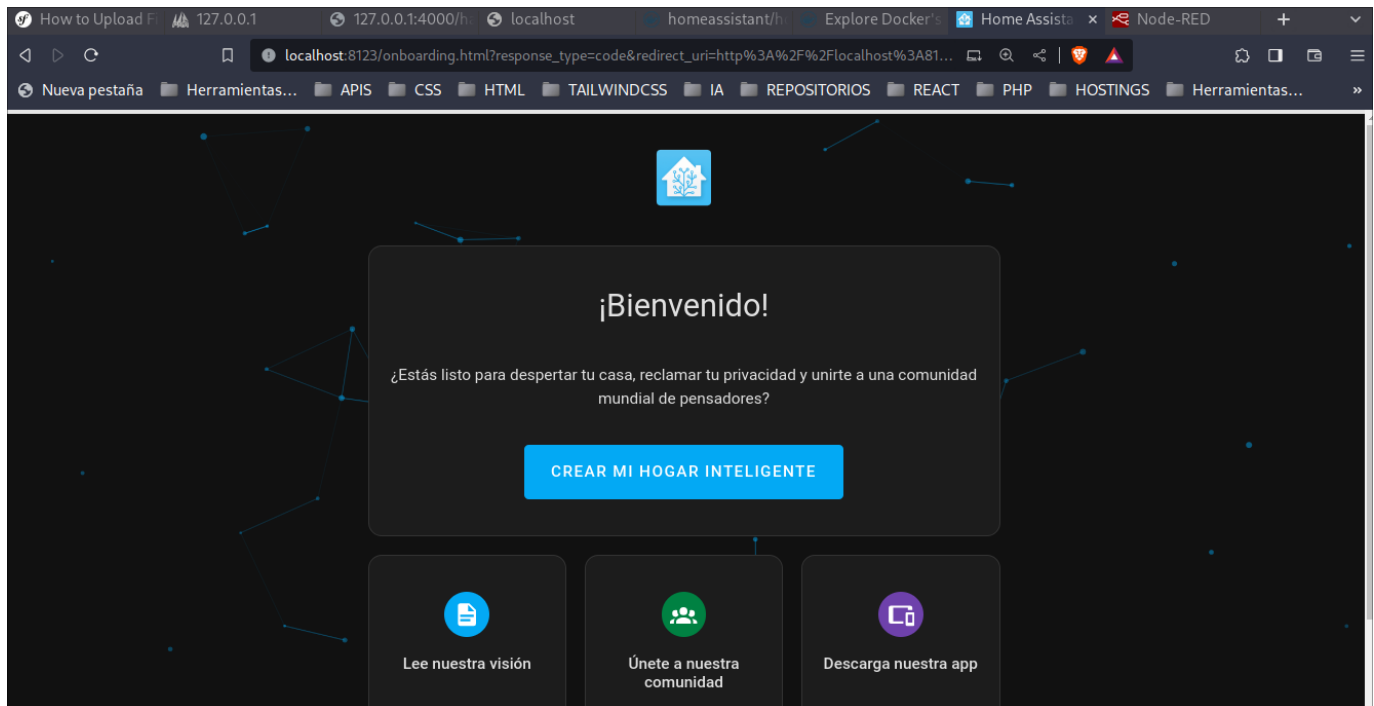 How to Upload Fi
127.0.0.1
127.0.0.1:4000/h
localhost
homeassistant/h
Explore Docker's
Home Assista
Node-RED
localhost:8123/onboarding.html?response_type=code&redirect_uri=http%3A%2F%2Flocalhost%3A81...
Nueva pestaña
Herramientas...
APIS
CSS
HTML
TAILWINDCSS
IA
REPOSITORIOS
REACT
PHP
HOSTINGS
Herramientas...
»
¡Bienvenido!
¿Estás listo para despertar tu casa, reclamar tu privacidad y unirte a una comunidad
mundial de pensadores?
CREAR MI HOGAR INTELIGENTE
Lee nuestra visión
Únete a nuestra
comunidad
Descarga nuestra app